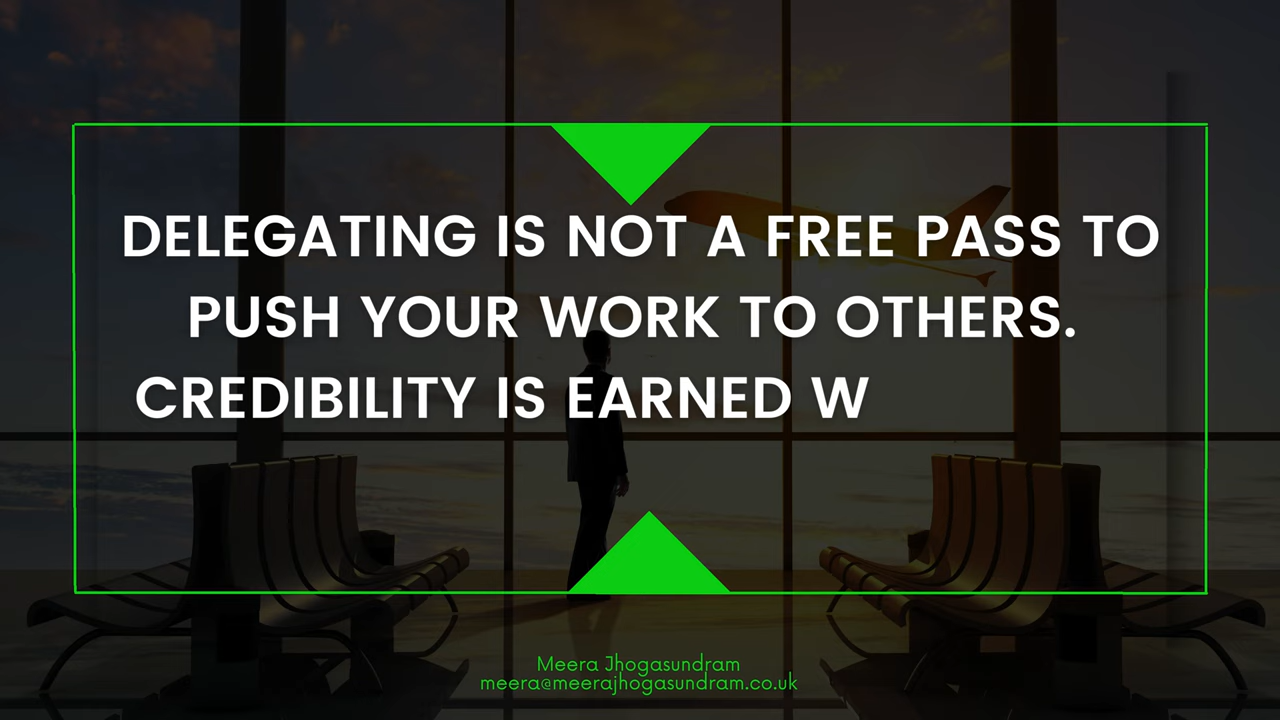 DELEGATING IS NOT A FREE PASS TO
PUSH YOUR WORK TO OTHERS.
CREDIBILITY IS EARNED W
Meera Jhogasundram
meera@meerajhogasundram.co.uk